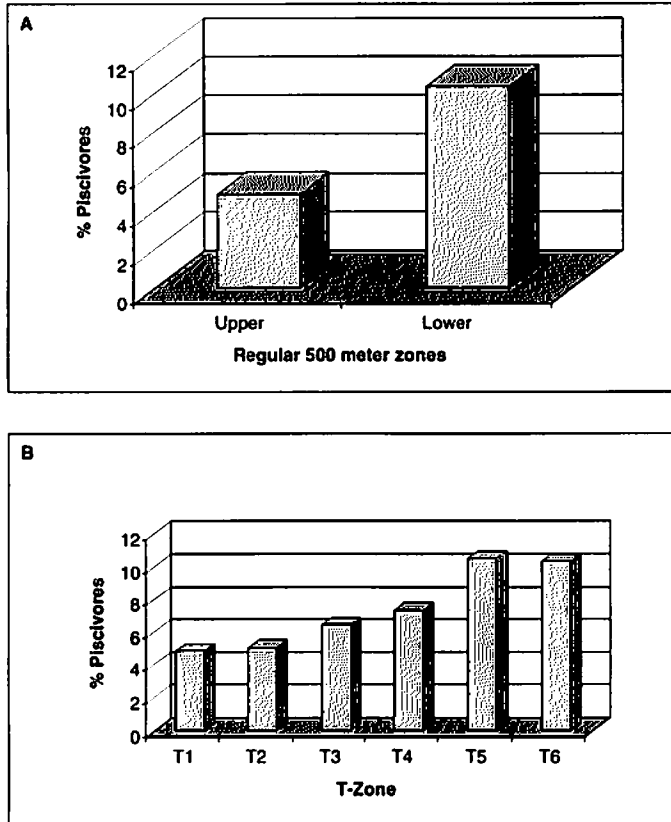 A
% Piscivores
12
10
8
6
4
2
0
Upper Lower
Regular 500 meter zones
B
% Piscivores
12
10
8
6
4
2
0
T1 T2 T3 T4 T5 T6
T-Zone